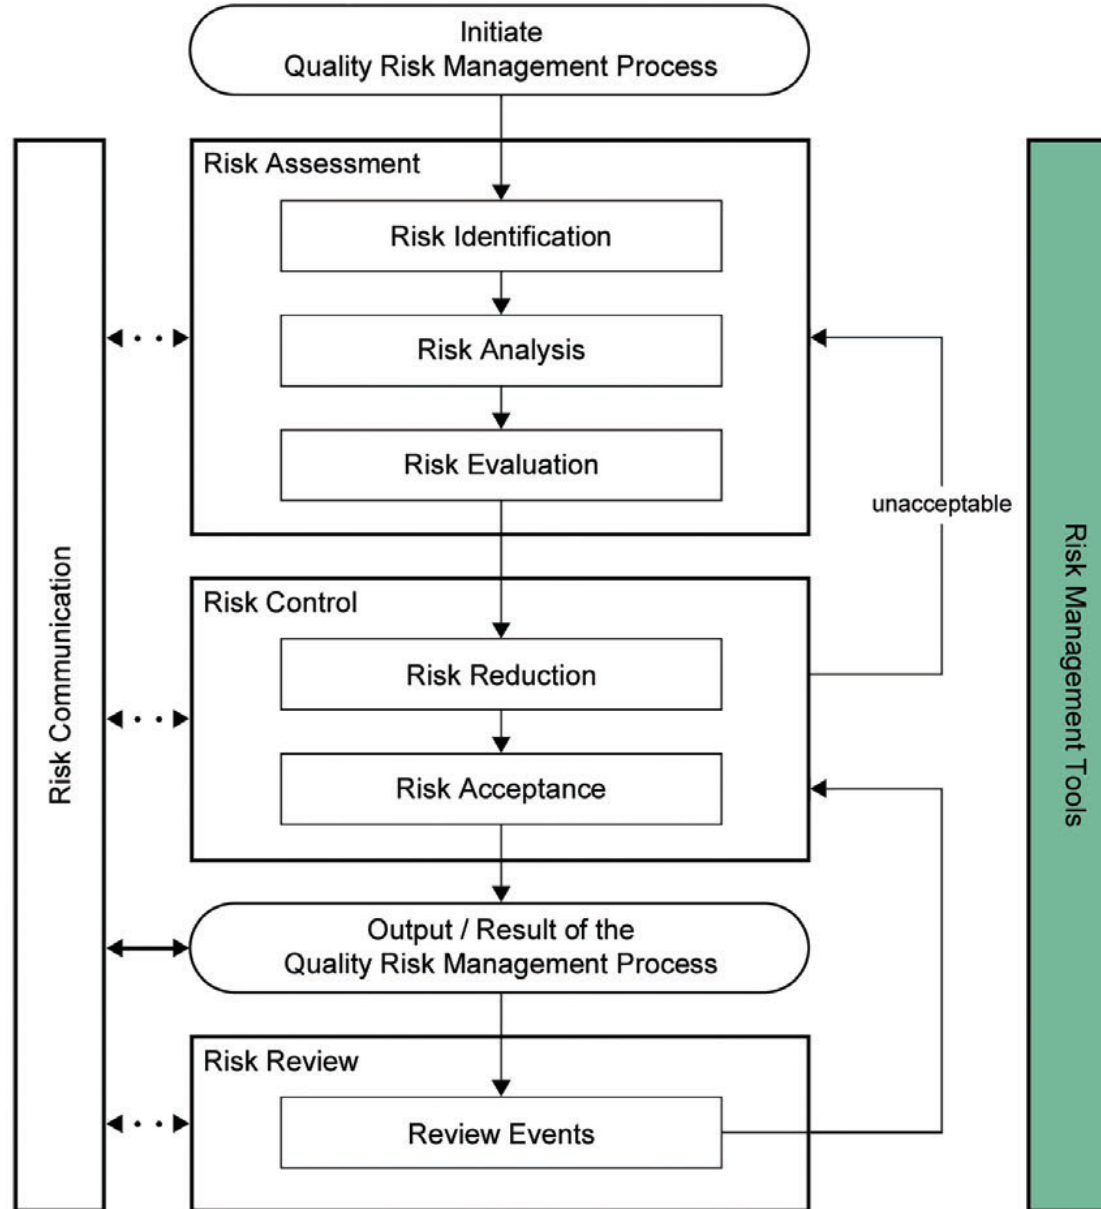 Initiate
Quality Risk Management Process
Risk Assessment
Risk Identification
Risk Analysis
Risk Evaluation
unacceptable
Risk Control
Risk Reduction
Risk Acceptance
Output / Result of the
Quality Risk Management Process
Risk Review
Review Events
Risk Communication
Risk Management Tools